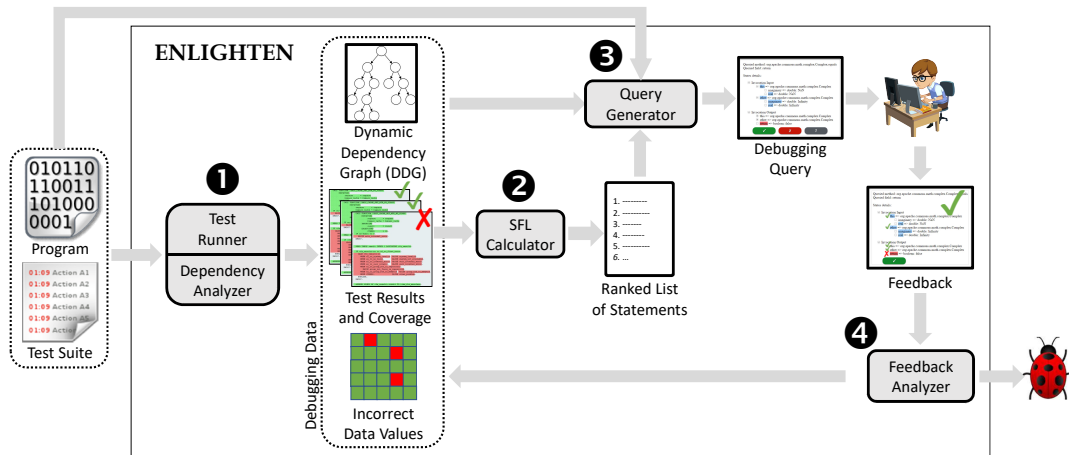 ENLIGHTEN
010110
110011
101000
0001
Program
01:09 Action A1
01:09 Action A2
01:09 Action A3
01:09 Action A4
01:09 Action
01:09 Action
Test Suite
1
Test
Runner
Dependency
Analyzer
Dynamic
Dependency
Graph (DDG)
Test Results
and Coverage
Incorrect
Data Values
Debugging Data
2
SFL
Calculator
1. ---------
2. ----------
3. -------
4. --------
5. ----------
6. ...
Ranked List
of Statements
3
Query
Generator
Debugging
Query
Feedback
4
Feedback
Analyzer